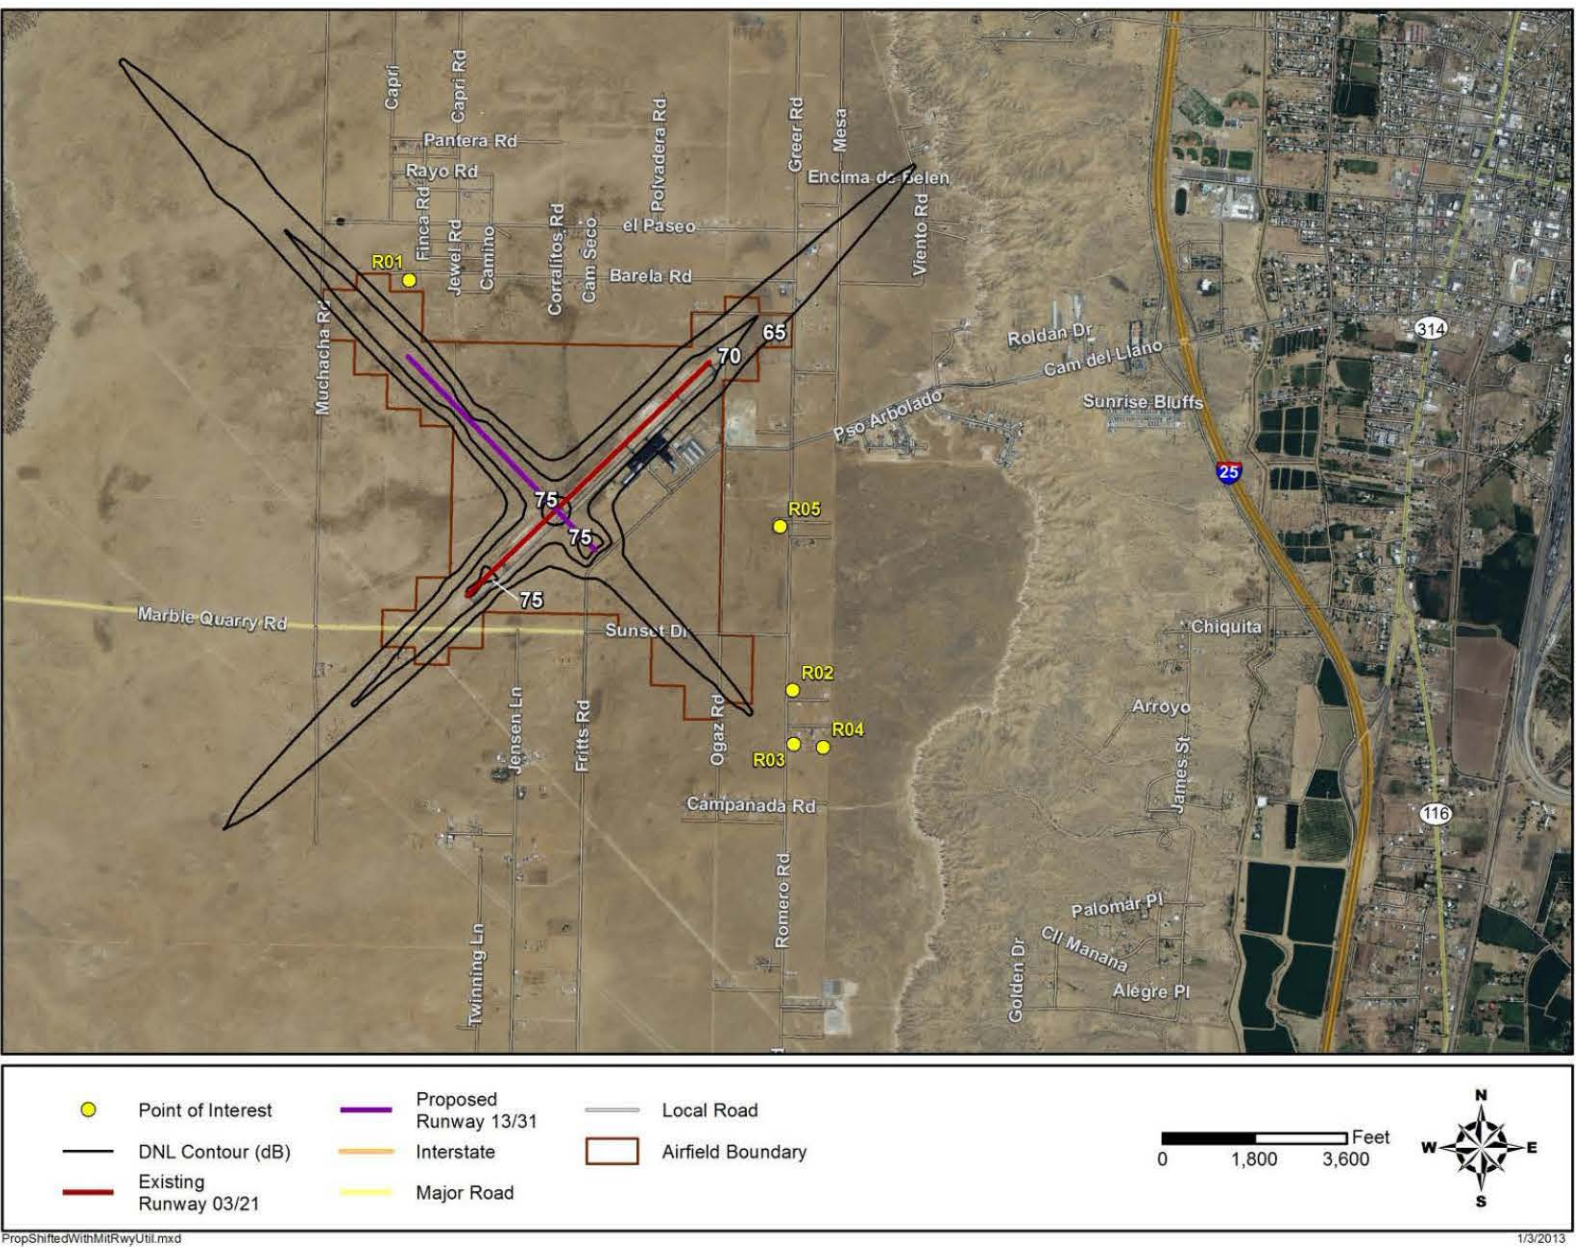 Capri
Capri Rd
Pantera Rd
Rayo Rd
Finca Rd
Jewel Rd
Camino
Corralitos Rd
Cam Seco
Polvadera Rd
Greer Rd
Mesa
Encima de Belen
el Paseo
Viento Rd
R01
Barela Rd
Muchacha Rd
65
70
Roldan Dr
Cam del Llano
314
Sunrise Bluffs
Pso Arbolado
25
75
R05
75
75
Marble Quarry Rd
Sunset Dr
Chiquita
R02
Jensen Ln
Fritts Rd
Ogaz Rd
R03
R04
Arroyo
James St
Campanada Rd
116
Romero Rd
Twinning Ln
Palomar Pl
Cll Manana
Golden Dr
Alegre Pl
d
Point of Interest
DNL Contour (dB)
Existing
Runway 03/21
Proposed
Runway 13/31
Interstate
Major Road
Local Road
Airfield Boundary
Feet
0 1,800 3,600
N
W E
S
PropShiftedWithMitRwyUtil.mxd
1/3/2013